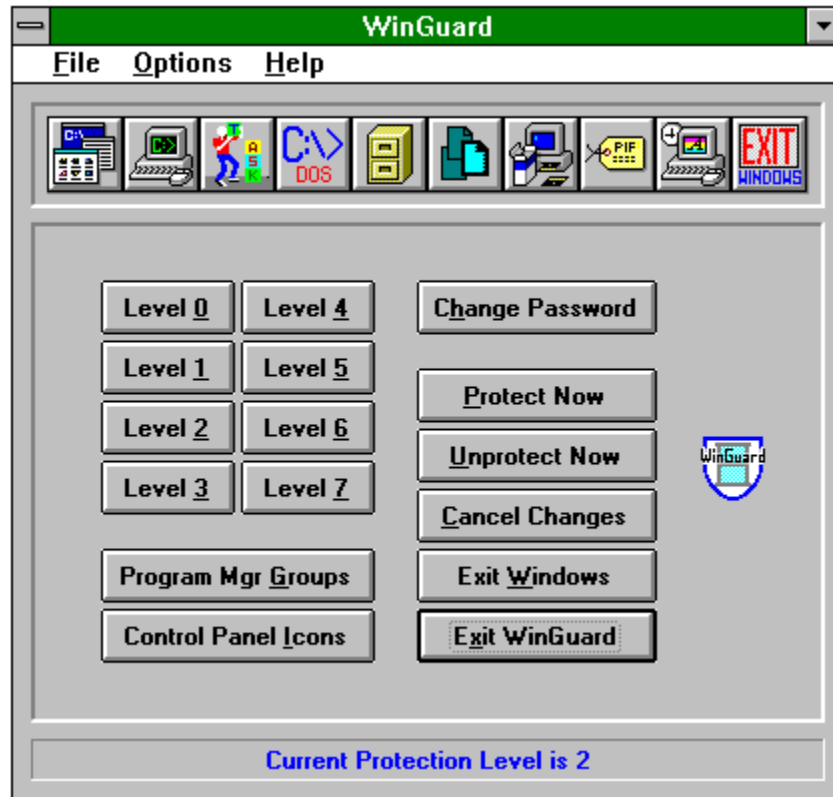 WinGuard
File Options Help
C:\
C:\>
T
A
S
K
C:\>
DOS
PIF
EXIT
WINDOWS
Level 0 Level 4 Change Password
Level 1 Level 5
Protect Now
Level 2 Level 6
Unprotect Now
WinGuard
Level 3 Level 7
Cancel Changes
Program Mgr Groups Exit Windows
Control Panel Icons Exit WinGuard
Current Protection Level is 2